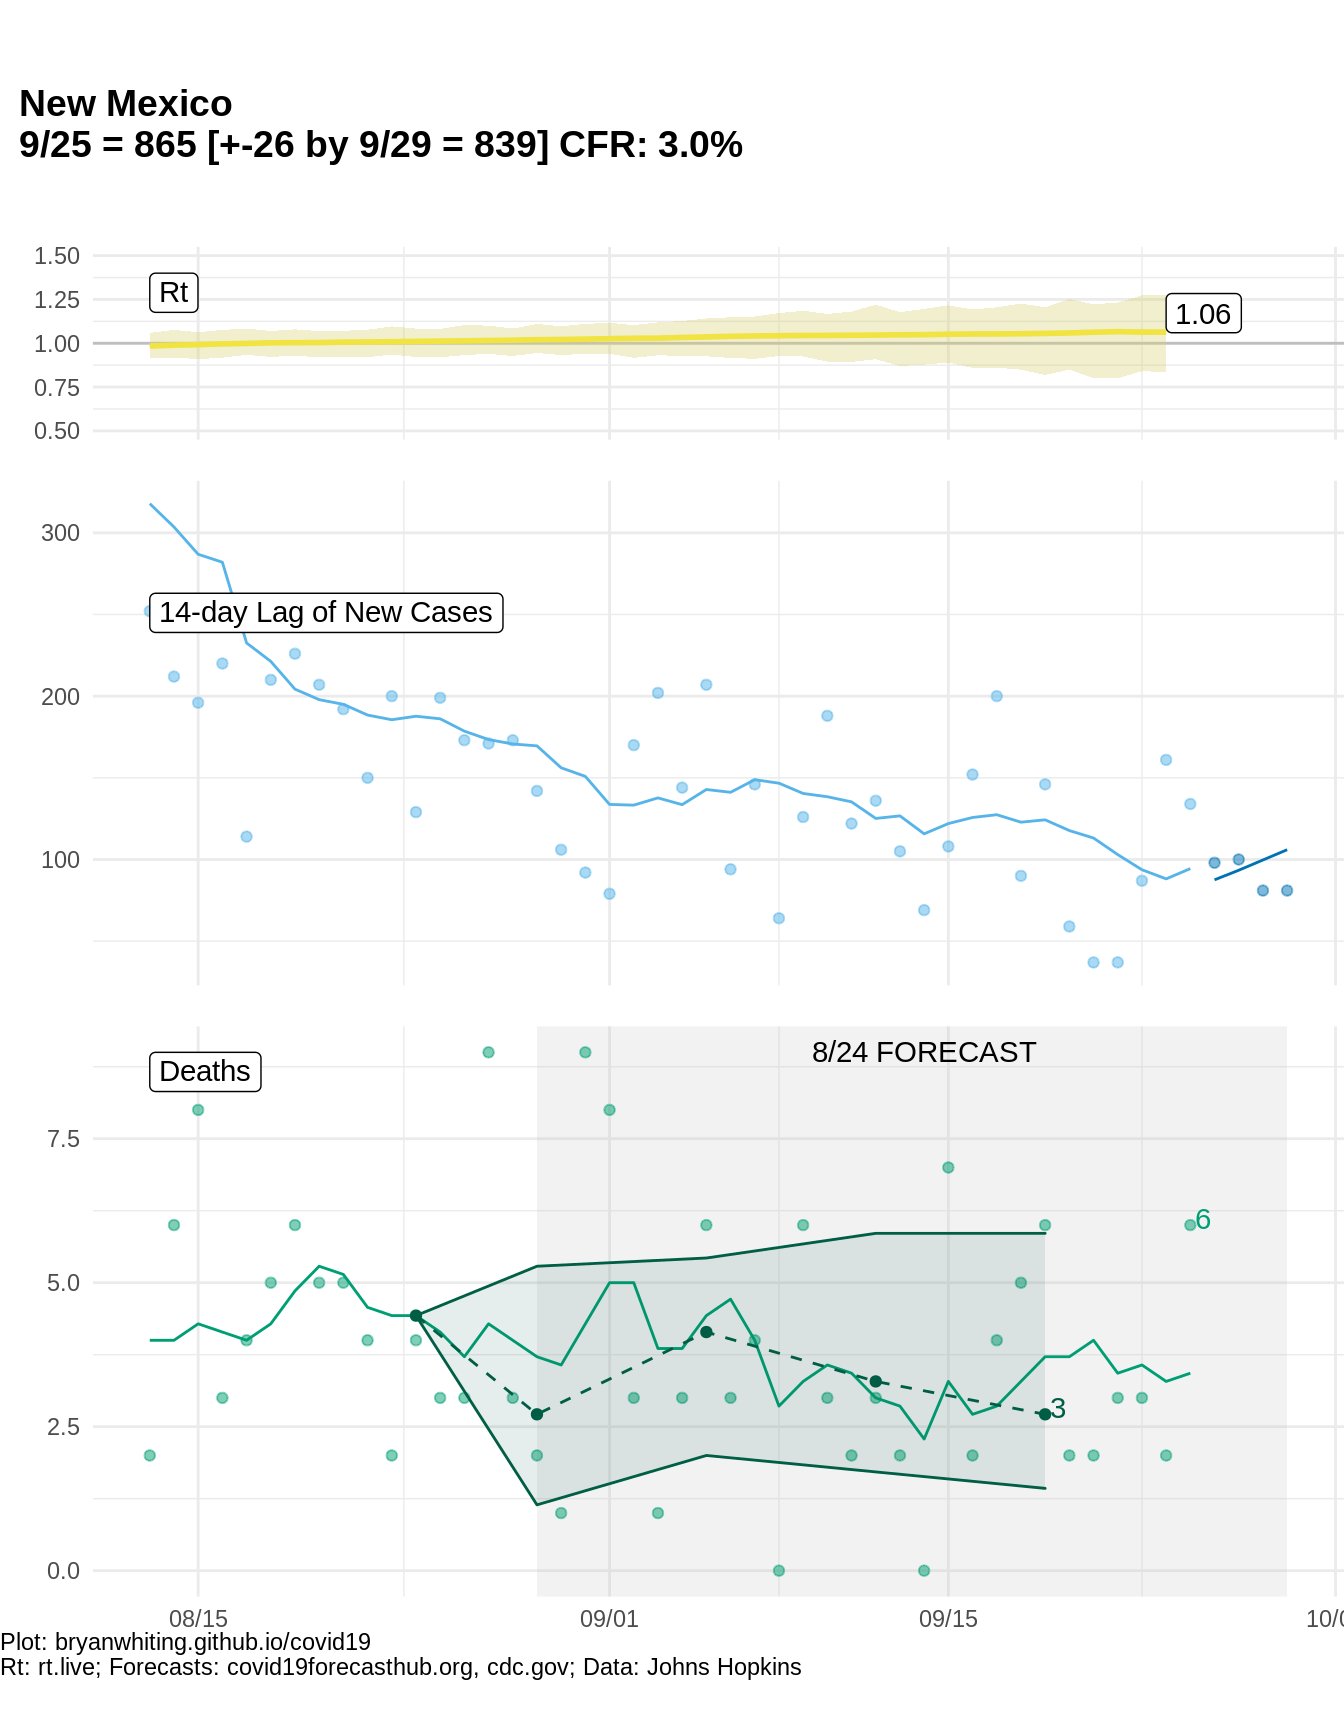 New Mexico
9/25 = 865 [+-26 by 9/29 = 839] CFR: 3.0%
1.50
Rt
1.25
1.06
1.00
0.75
0.50
300
14-day Lag of New Cases
200
100
8/24 FORECAST
Deaths
7.5
6
5.0
3
2.5
0.0
08/15
09/01
09/15
10/0
Plot: bryanwhiting.github.io/covid19
Rt: rt.live; Forecasts: covid19forecasthub.org, cdc.gov; Data: Johns Hopkins